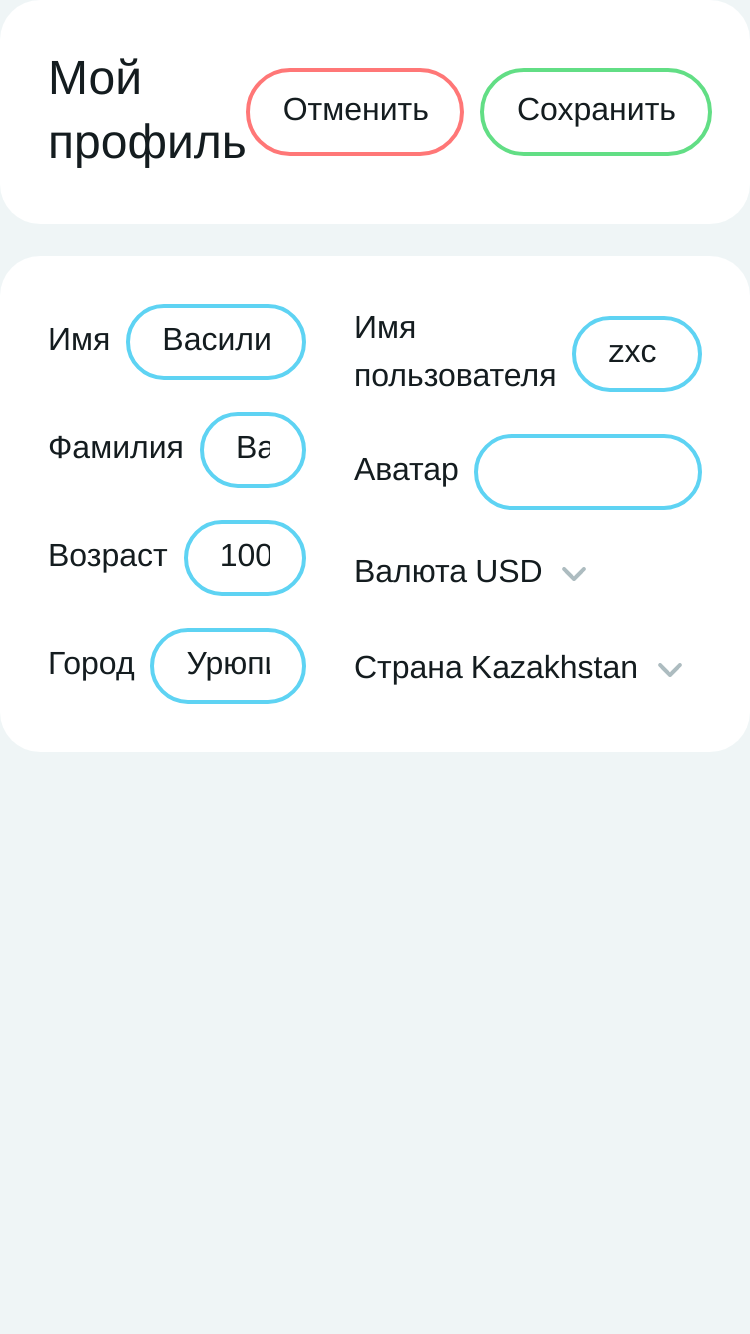 Мой
профиль
Отменить
Сохранить
Имя
Васили
Фамилия
Ва
Возраст
100
Город
Урюпи
Имя
пользователя
zxc
Аватар
Валюта USD
Страна Kazakhstan